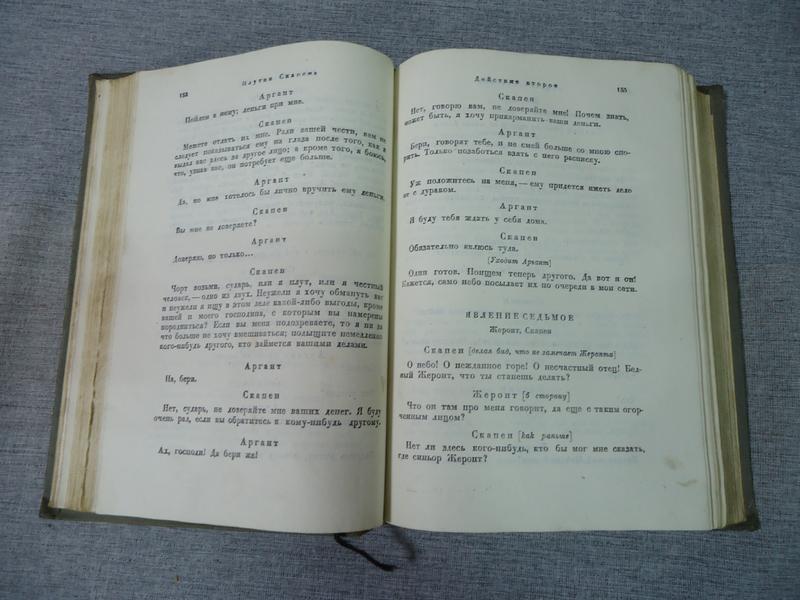 Плутни Скапена
Аргант
Пойдем к нему; деньги при мне.
Скапен
Можете отдать их мне. Ради вашей чести, вам не
следует показываться ему на глаза после того, как я
выдал вас здесь за другое лицо; а кроме того, я боюсь,
что, узнав вас, он потребует еще больше.
Аргант
Да, но мне хотелось бы лично вручить ему деньги.
Скапен
Вы мне не доверяете?
Аргант
Доверяю, но только...
Скапен
Чорт возьми, сударь, или я плут, или я честный
человек,—одно из двух. Неужели я хочу обмануть вас
и неужели я ищу в этом деле какой-либо выгоды, кроме
вашей и моего господина, с которым вы намерены
породниться? Если вы меня подозреваете, то я ни за
что больше не хочу вмешиваться; подыщите немедленно
кого-нибудь другого, кто займется вашими делами.
Аргант
На, бери.
Скапен
Нет, сударь, не доверяйте мне ваших денег. Я буду
очень рад, если вы обратитесь к кому-нибудь другому.
Аргант
Ах, господи! Да бери же!
Действие второе 155
Скапен
Нет, говорю вам, не доверяйте мне! Почем знать,
может быть, я хочу прикарманить ваши деньги.
Аргант
Бери, говорят тебе, и не смей больше со мною спо-
рить. Только позаботься взять с него расписку.
Скапен
Уж положитесь на меня,—ему придется иметь дело
не с дураком.
Аргант
Я буду тебя ждать у себя дома.
Скапен
Обязательно явлюсь туда.
[Уходит Аргант]
Один готов. Поищем теперь другого. Да вот и он!
Кажется, само небо посылает их по очереди в мои сети.
ЯВЛЕНИЕ СЕДЬМОЕ
Жеронт, Скапен
Скапен [делая вид, что не замечает Жеронта]
О небо! О нежданное горе! О несчастный отец! Бед-
ный Жеронт, что ты станешь делать?
Жеронт [в сторону]
Что он там про меня говорит, да еще с таким огор-
ченным лицом?
Скапен [как раньше]
Нет ли здесь кого-нибудь, кто бы мог мне сказать,
где синьор Жеронт?